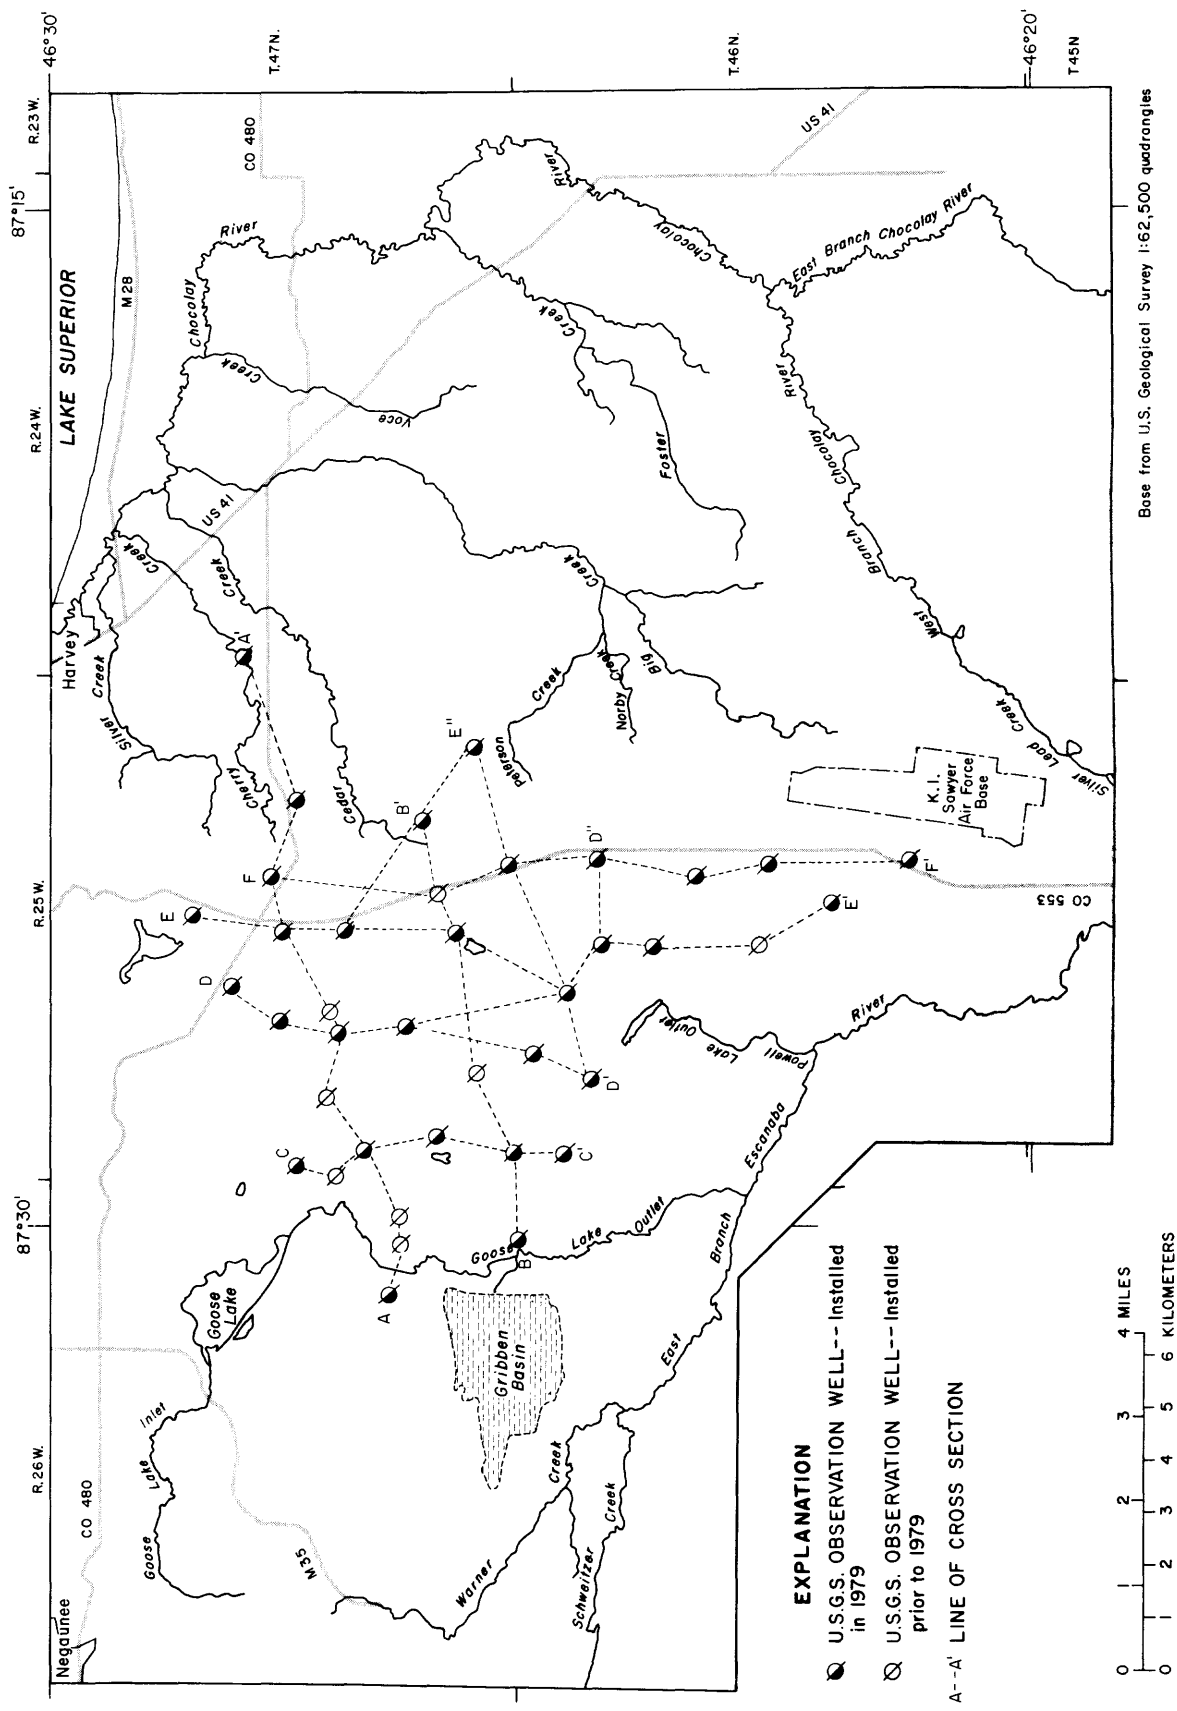 46°30'
T.47N.
T.46N.
46°20'
T45N
R.23W.
87°15'
R.24W.
R.25W.
87°30'
R.26W.
LAKE SUPERIOR
M28
CO 480
US 41
River
Chocolay
Creek
Voce
River
Chocolay
East Branch Chocolay River
Creek
Foster
River
Chocolay
Branch
West
Creek
Lead
Silver
US 41
Harvey
Creek
Silver
Creek
Cherry
Creek
Cedar
Creek
Big
Norby Creek
Creek
Peterson
K.I.
Sawyer
Air Force
Base
CO 553
A'
B'
E"
F
E
D
D"
F'
E'
D'
C
C'
A
B
Lake Outlet
Powell
River
Escanaba
Branch
East
Goose
Lake
Outlet
Goose
Lake
Gribben
Basin
Inlet
Lake
Goose
CO 480
M35
Negaunee
Warner
Creek
Schweitzer
Creek
EXPLANATION
U.S.G.S. OBSERVATION WELL--Installed
in 1979
U.S.G.S. OBSERVATION WELL--Installed
prior to 1979
A--A' LINE OF CROSS SECTION
0 1 2 3 4 MILES
0 1 2 3 4 5 6 KILOMETERS
Base from U.S. Geological Survey 1:62,500 quadrangles